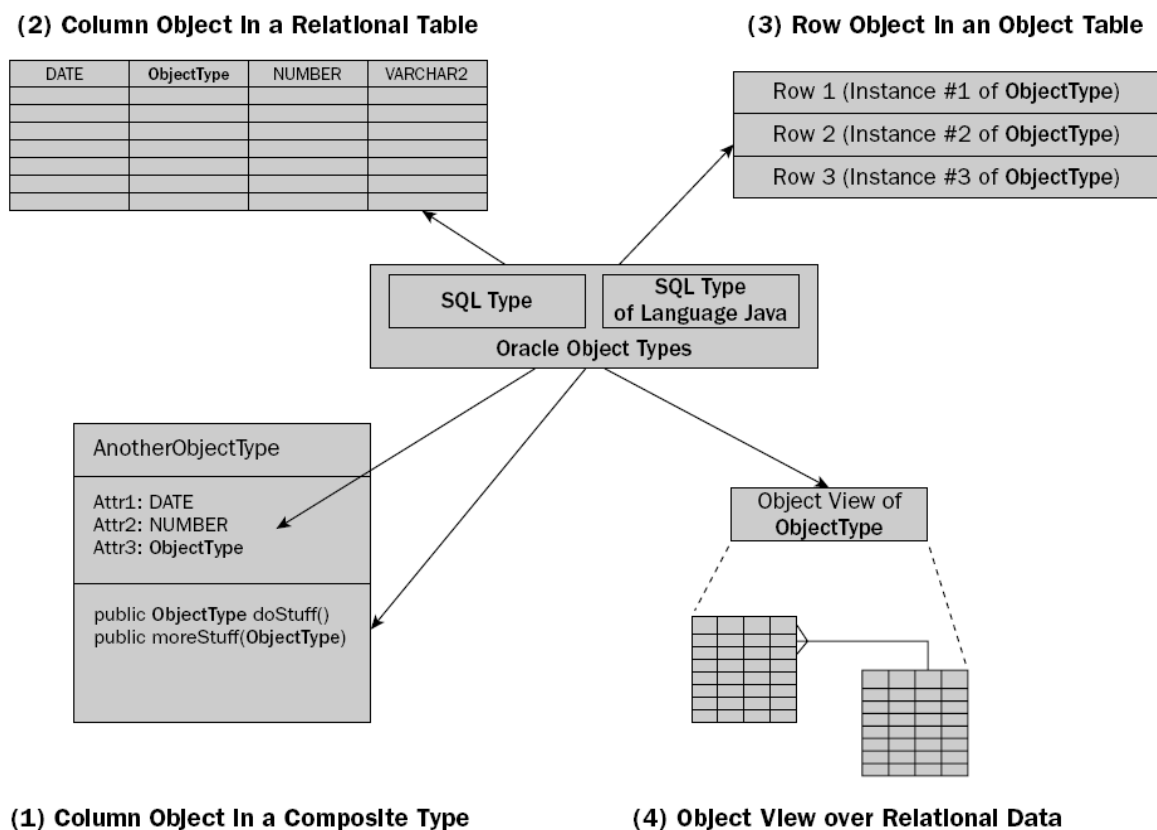 (2) Column Object In a Relational Table
(3) Row Object In an Object Table
DATE ObjectType NUMBER VARCHAR2
Row 1 (Instance #1 of ObjectType)
Row 2 (Instance #2 of ObjectType)
Row 3 (Instance #3 of ObjectType)
SQL Type
SQL Type
of Language Java
Oracle Object Types
AnotherObjectType
Attr1: DATE
Attr2: NUMBER
Attr3: ObjectType
public ObjectType doStuff()
public moreStuff(ObjectType)
Object View of
ObjectType
(1) Column Object In a Composite Type
(4) Object View over Relational Data